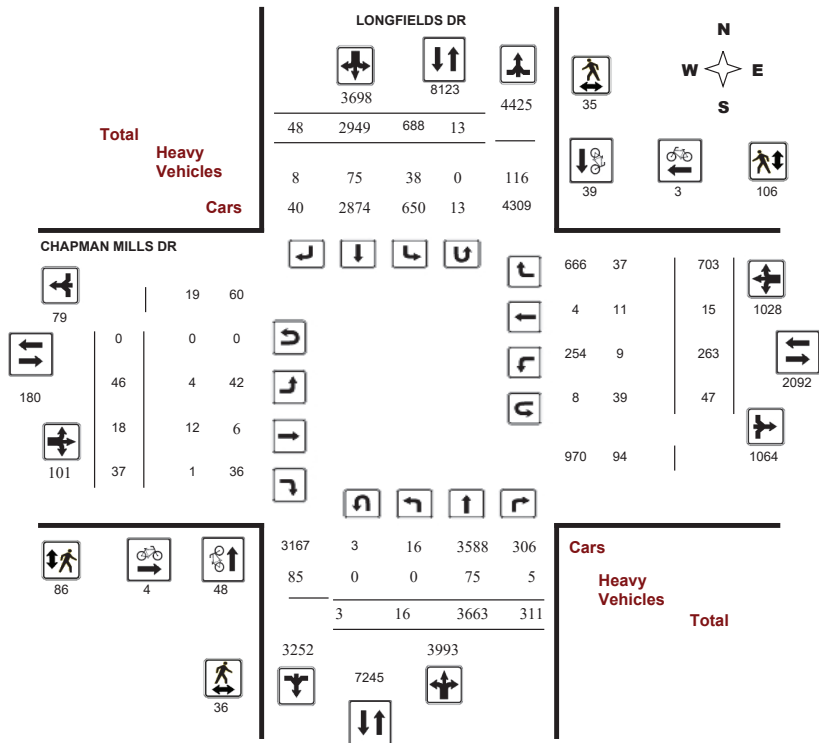 LONGFIELDS DR
N
W E
S
3698 8123 4425 35
48 2949 688 13
Total
Heavy
Vehicles
8 75 38 0 116 39 3 106
Cars 40 2874 650 13 4309
CHAPMAN MILLS DR
79 19 60 666 37 703 1028
0 0 0 4 11 15
180 46 4 42 254 9 263 2092
18 12 6 8 39 47
101 37 1 36 970 94 1064
3167 3 16 3588 306 Cars
86 4 48 85 0 0 75 5 Heavy
Vehicles
3 16 3663 311 Total
3252 3993
36 7245